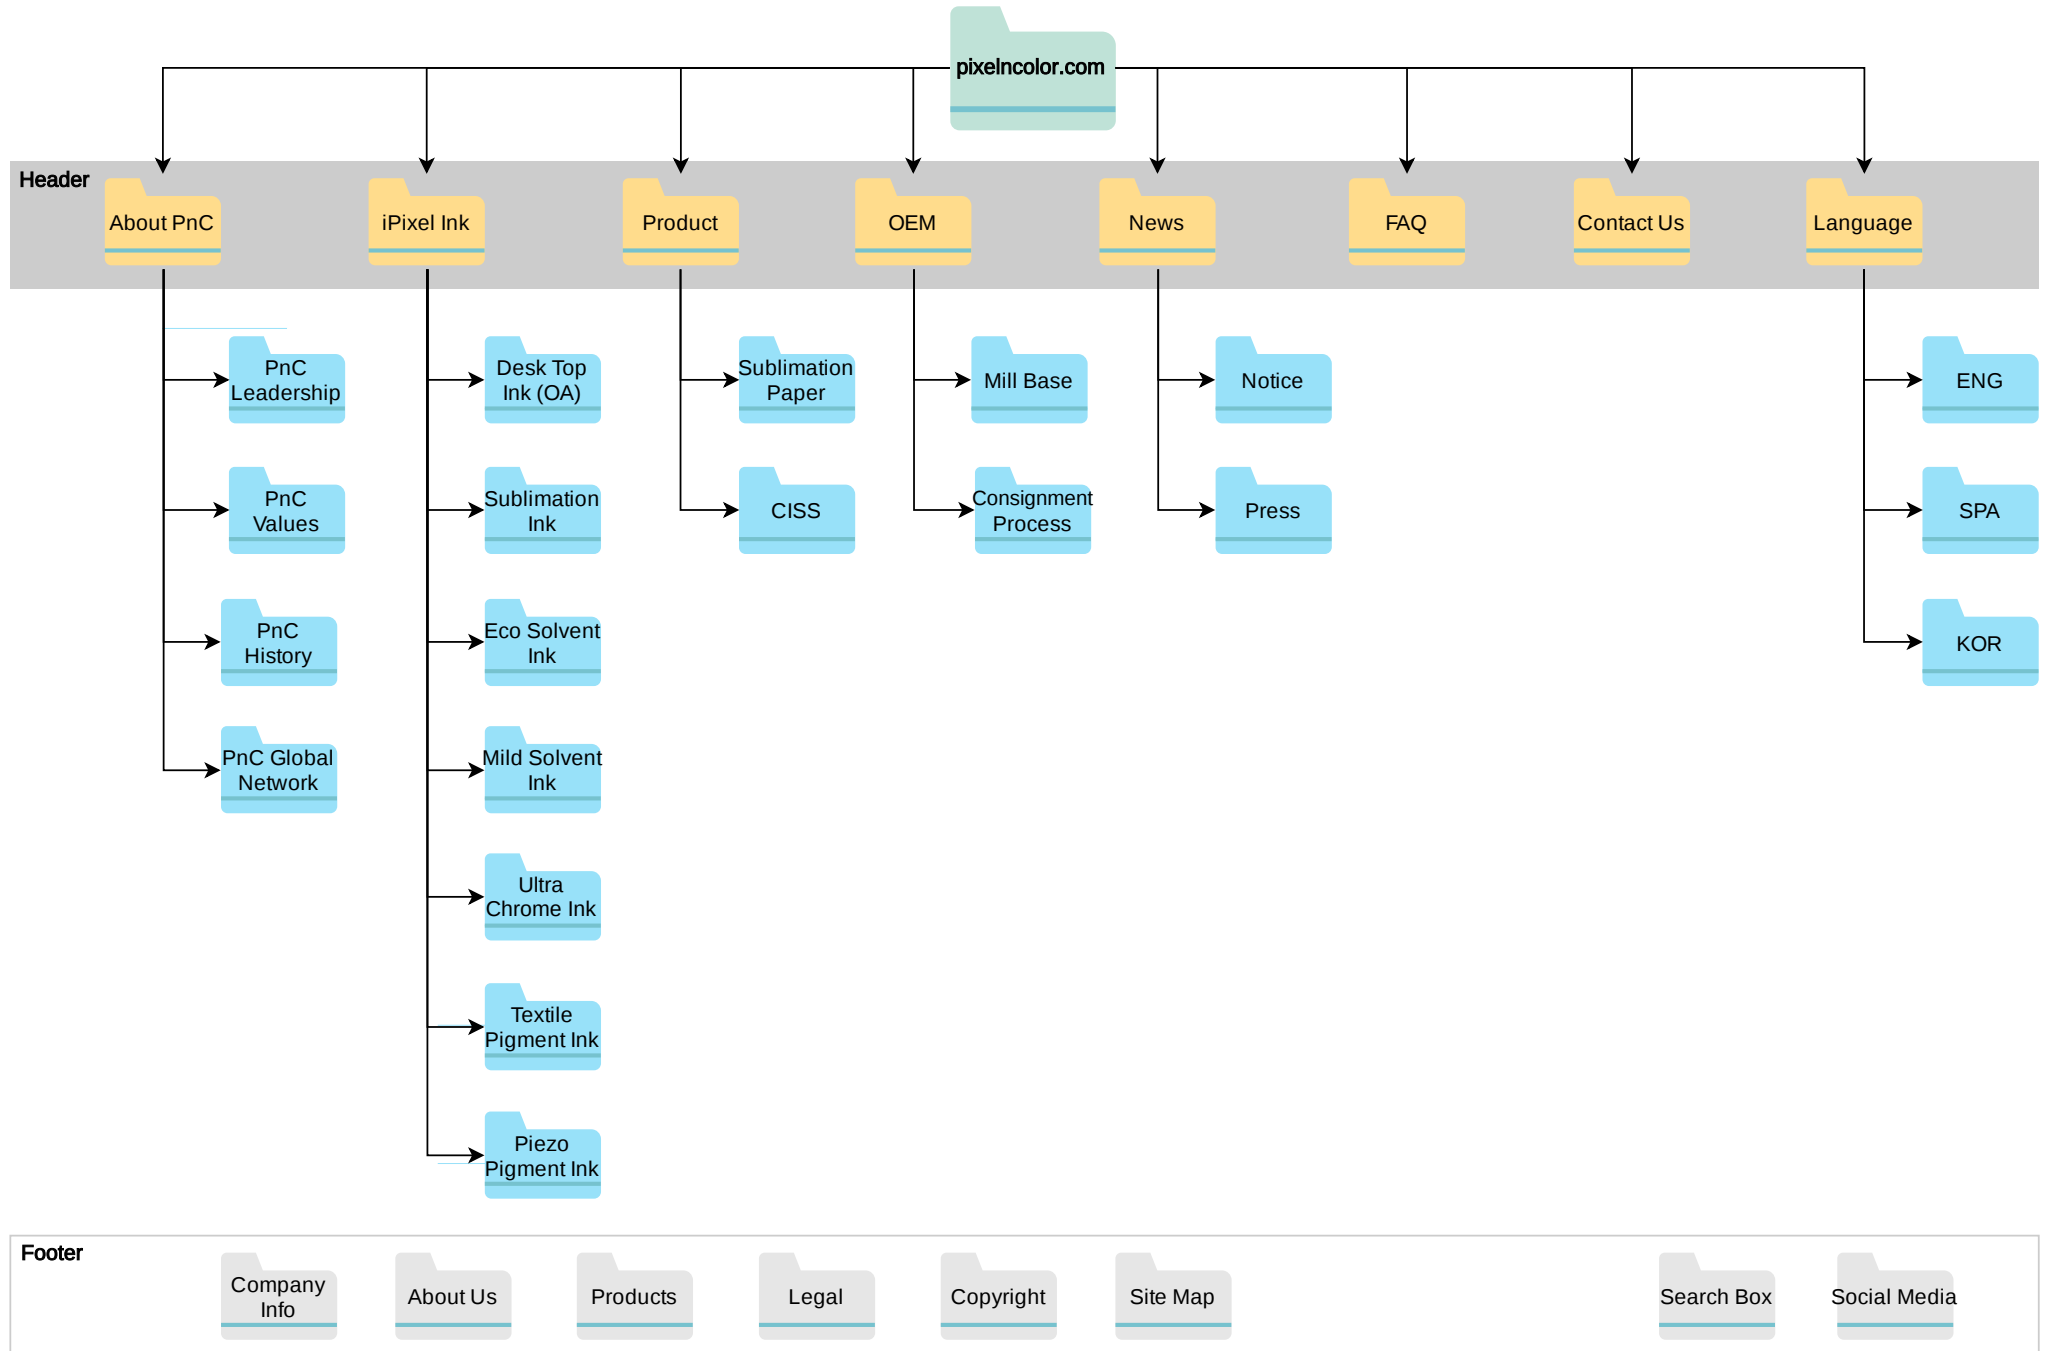 pixelncolor.com
Header
About PnC
iPixel Ink
Product
OEM
News
FAQ
Contact Us
Language
PnC
Leadership
Desk Top
Ink (OA)
Sublimation
Paper
Mill Base
Notice
ENG
PnC
Values
Sublimation
Ink
CISS
Consignment
Process
Press
SPA
PnC
History
Eco Solvent
Ink
KOR
PnC Global
Network
Mild Solvent
Ink
Ultra
Chrome Ink
Textile
Pigment Ink
Piezo
Pigment Ink
Footer
Company
Info
About Us
Products
Legal
Copyright
Site Map
Search Box
Social Media